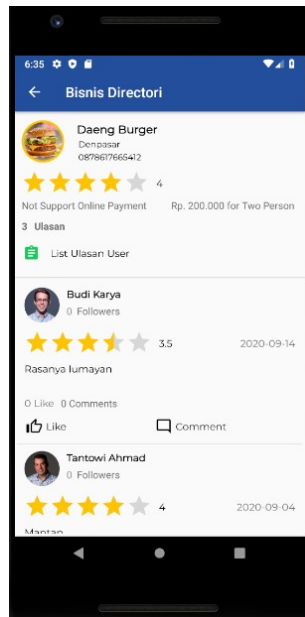 6:35
Bisnis Directori
Daeng Burger
Denpasar
0878617665412
4
Not Support Online Payment Rp. 200.000 for Two Person
3 Ulasan
List Ulasan User
Budi Karya
0 Followers
3.5 2020-09-14
Rasanya lumayan
0 Like 0 Comments
Like Comment
Tantowi Ahmad
0 Followers
4 2020-09-04
Mantap